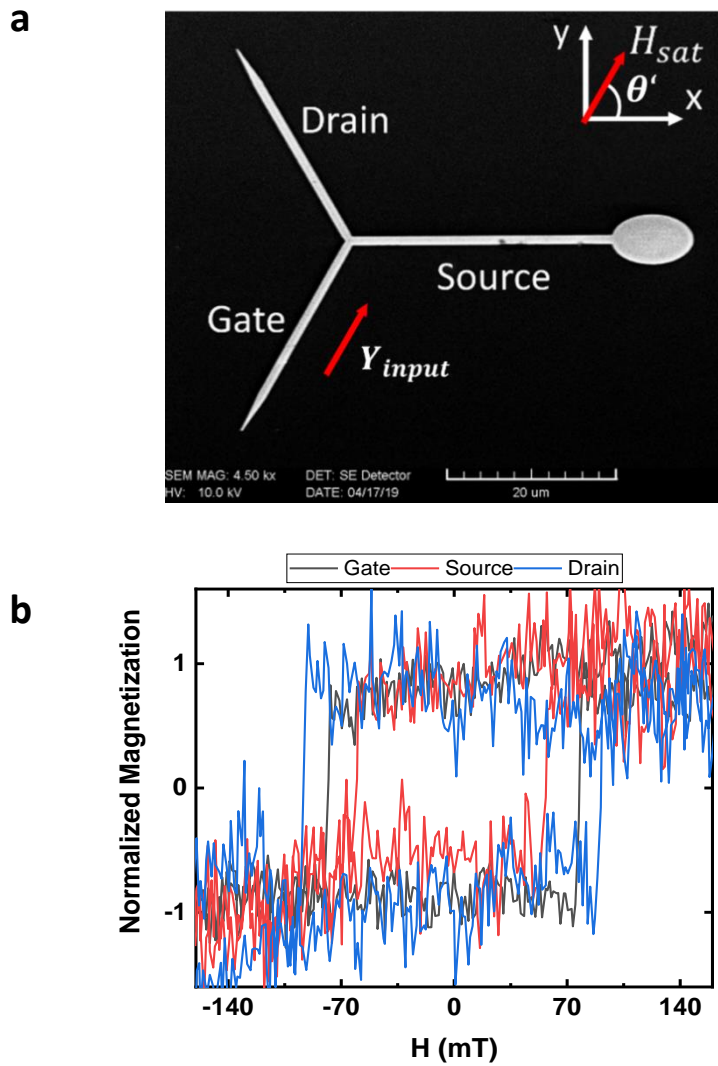 a
y
H_sat
θ‘
x
Drain
Source
Gate
Y_input
SEM MAG: 4.50 kx DET: SE Detector
HV: 10.0 kV DATE: 04/17/19 20 um
b
Gate Source Drain
Normalized Magnetization
1
0
-1
-140 -70 0 70 140
H (mT)